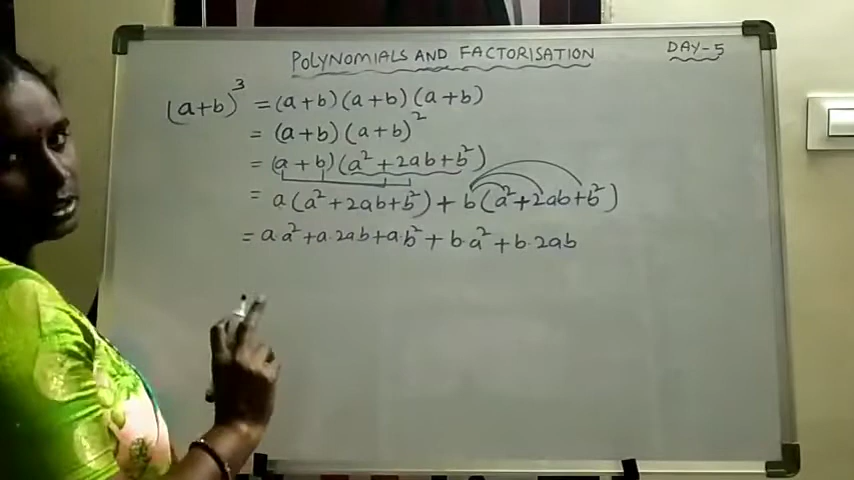 POLYNOMIALS AND FACTORISATION DAY-5
(a+b)³ = (a+b)(a+b)(a+b)
= (a+b)(a+b)²
= (a+b)(a²+2ab+b²)
= a(a²+2ab+b²)+b(a²+2ab+b²)
= a.a²+a.2ab+a.b²+b.a²+b.2ab